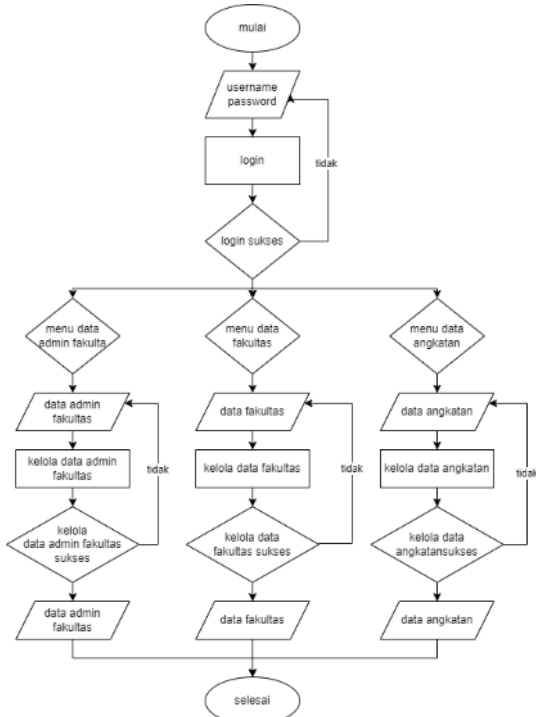 mulai
username
password
login
tidak
login sukses
menu data
admin fakulta
menu data
fakultas
menu data
angkatan
data admin
fakultas
data fakultas
data angkatan
kelola data admin
fakultas
tidak
kelola data fakultas
tidak
kelola data angkatan
tidak
kelola
data admin fakultas
sukses
kelola data
fakultas sukses
kelola data
angkatansukses
data admin
fakultas
data fakultas
data angkatan
selesai